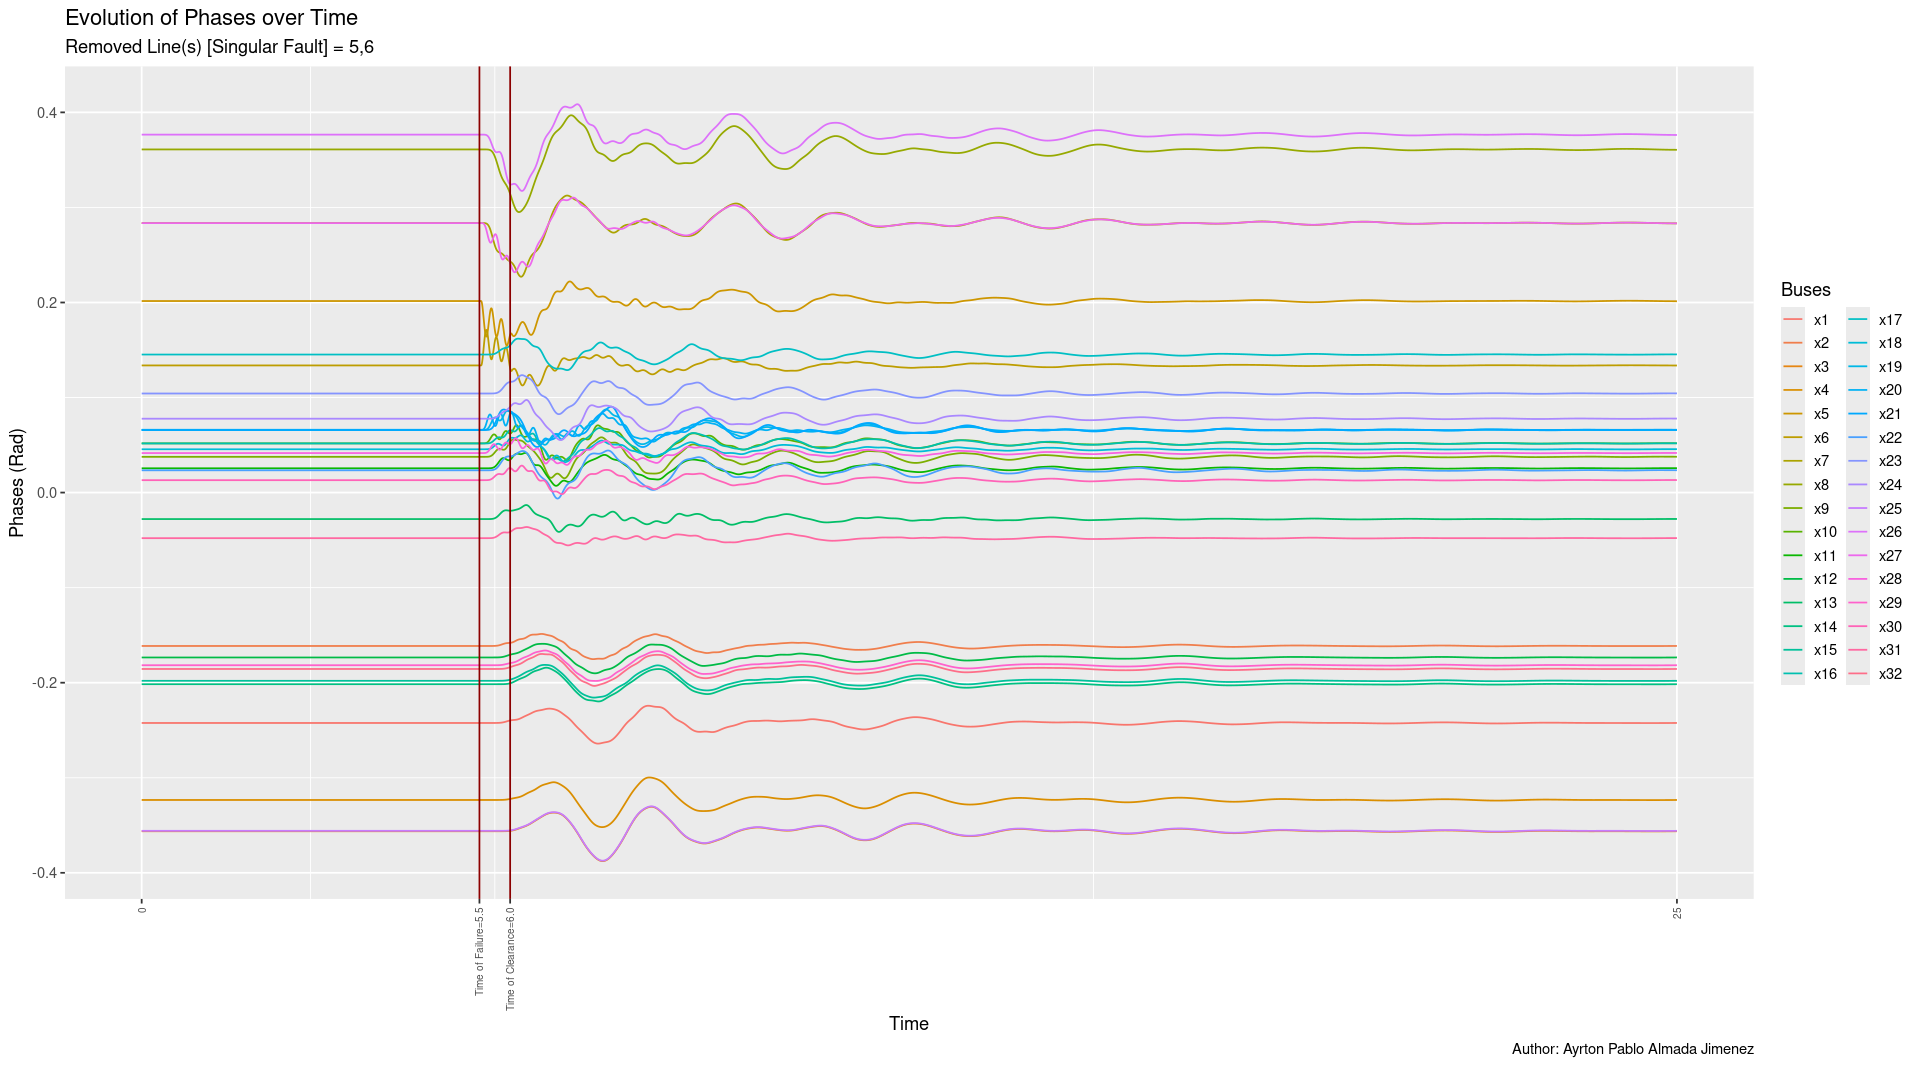 Evolution of Phases over Time
Removed Line(s) [Singular Fault] = 5,6
Phases (Rad)
0.4
0.2
0.0
-0.2
-0.4
0
Time of Failure=5.5
Time of Clearance=6.0
25
Time
Buses
x1 x17
x2 x18
x3 x19
x4 x20
x5 x21
x6 x22
x7 x23
x8 x24
x9 x25
x10 x26
x11 x27
x12 x28
x13 x29
x14 x30
x15 x31
x16 x32
Author: Ayrton Pablo Almada Jimenez